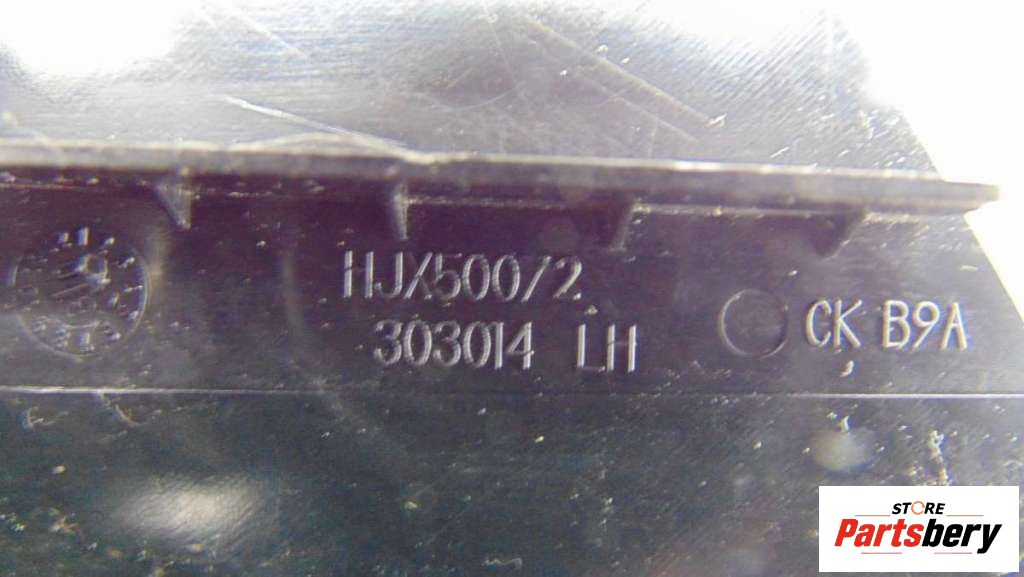 HJX500/2
303014 LH
CK B9A
STORE
Partsbery